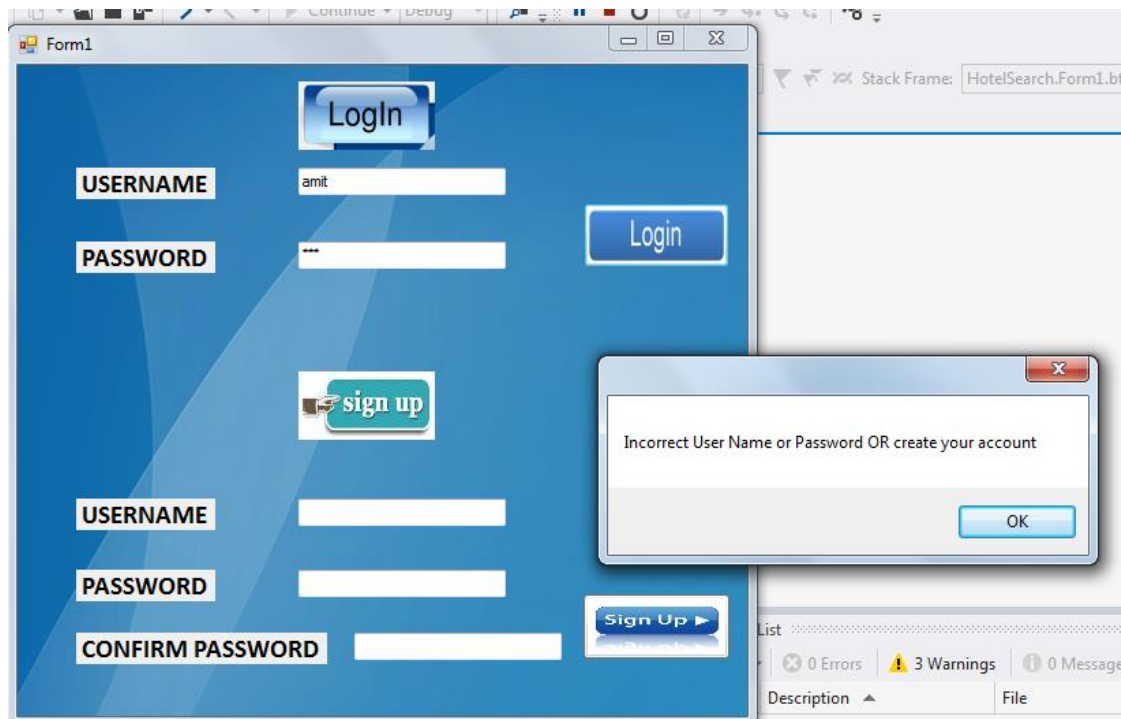 Continue Debug
Form1
Stack Frame: HotelSearch.Form1.bt
LogIn
USERNAME amit
Login
PASSWORD ***
sign up
Incorrect User Name or Password OR create your account
OK
USERNAME
PASSWORD
Sign Up
CONFIRM PASSWORD
List
0 Errors 3 Warnings 0 Message
Description File